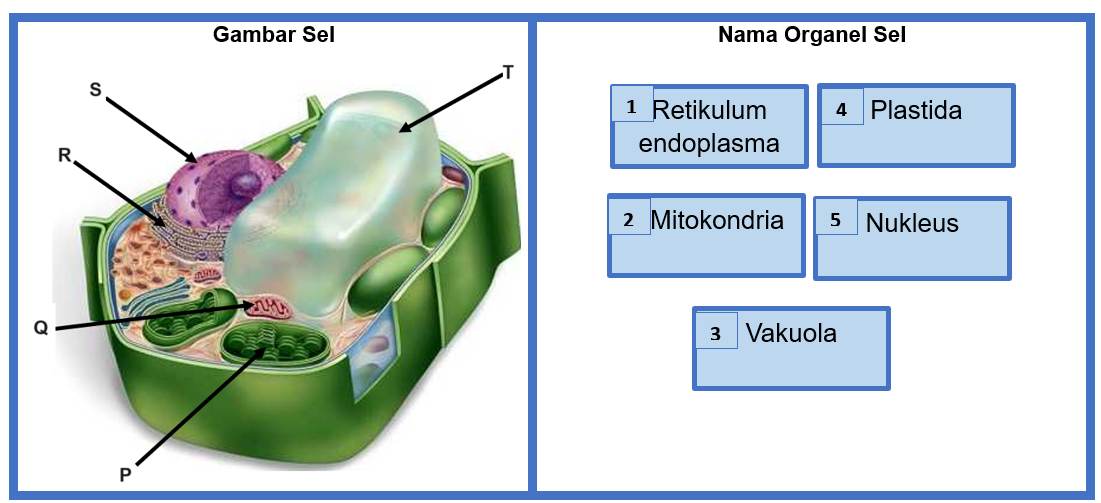 Gambar Sel
S
T
R
Q
P
Nama Organel Sel
1 Retikulum
endoplasma
4 Plastida
2 Mitokondria
5 Nukleus
3 Vakuola